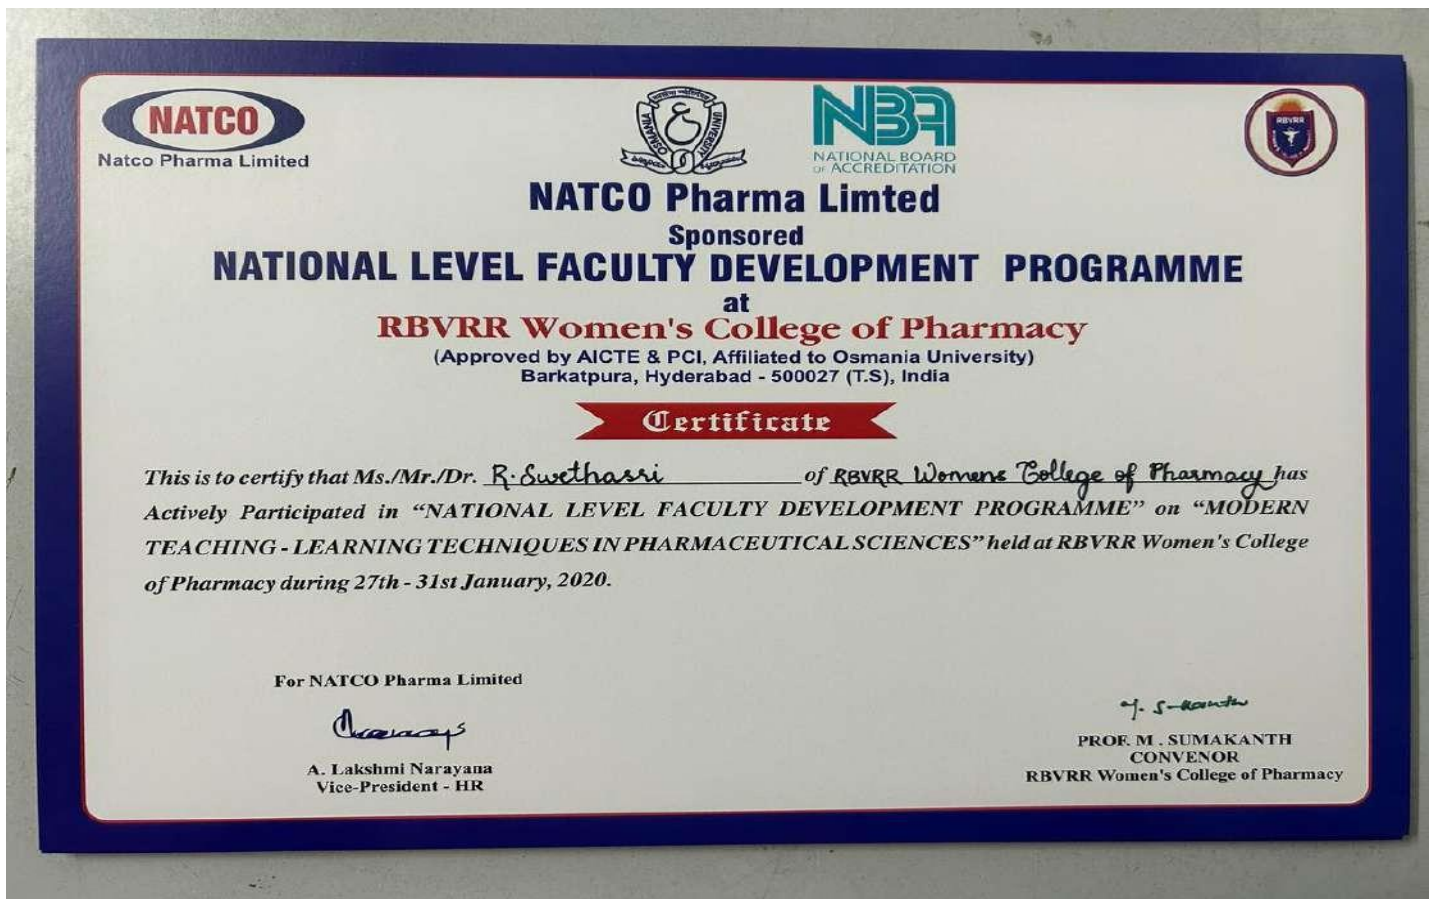 NATCO
Natco Pharma Limited
OSMANIA UNIVERSITY
NBA
NATIONAL BOARD
OF ACCREDITATION
RBVRR
NATCO Pharma Limted
Sponsored
NATIONAL LEVEL FACULTY DEVELOPMENT PROGRAMME
at
RBVRR Women's College of Pharmacy
(Approved by AICTE & PCI, Affiliated to Osmania University)
Barkatpura, Hyderabad - 500027 (T.S), India
Certificate
This is to certify that Ms./Mr./Dr. R. Swethasri of RBVRR Womens College of Pharmacy has
Actively Participated in “NATIONAL LEVEL FACULTY DEVELOPMENT PROGRAMME” on “MODERN
TEACHING - LEARNING TECHNIQUES IN PHARMACEUTICAL SCIENCES” held at RBVRR Women's College
of Pharmacy during 27th - 31st January, 2020.
For NATCO Pharma Limited
A. Lakshmi Narayana
Vice-President - HR
PROF. M . SUMAKANTH
CONVENOR
RBVRR Women's College of Pharmacy